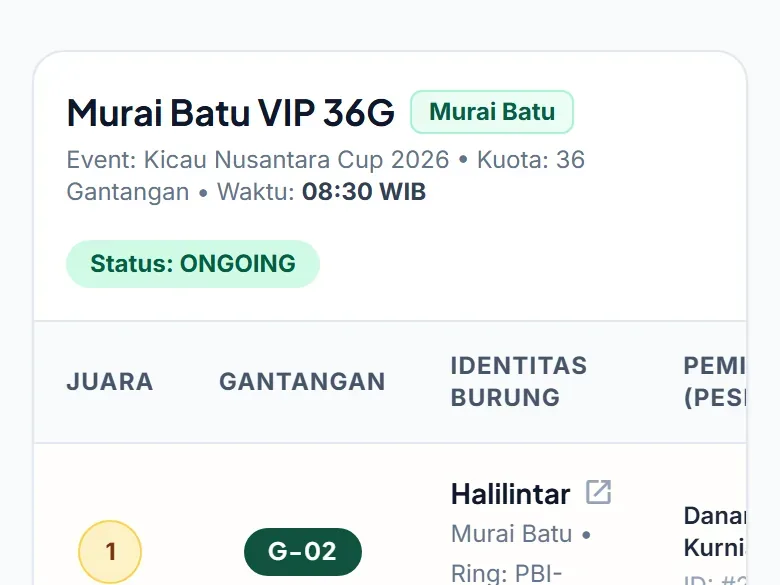 Murai Batu VIP 36G Murai Batu
Event: Kicau Nusantara Cup 2026 • Kuota: 36
Gantangan • Waktu: 08:30 WIB
Status: ONGOING
JUARA GANTANGAN IDENTITAS BURUNG
Halilintar
Murai Batu •
Ring: PBI-
1 G-02